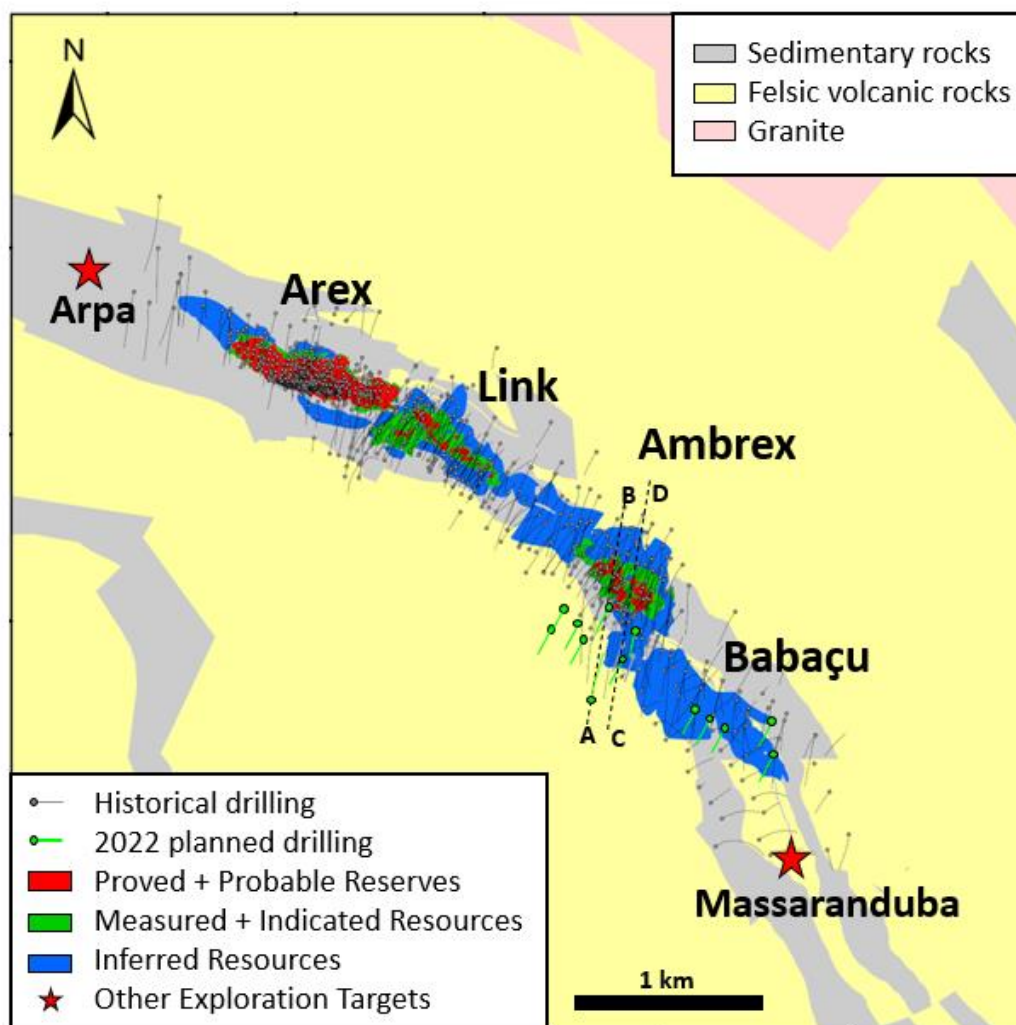 Sedimentary rocks
Felsic volcanic rocks
Granite
N
Arpa
Arex
Link
Ambrex
B D
Babaçu
A C
Massaranduba
Historical drilling
2022 planned drilling
Proved + Probable Reserves
Measured + Indicated Resources
Inferred Resources
Other Exploration Targets
1 km